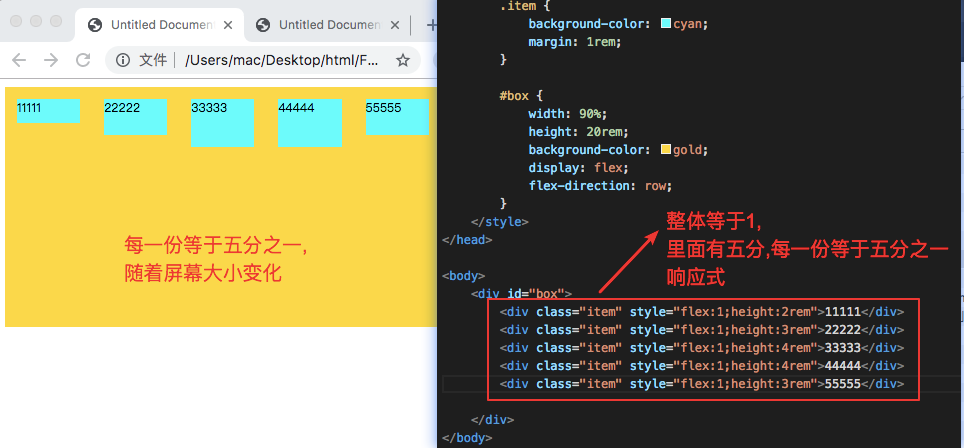 Untitled Documen
Untitled Documen
文件 | /Users/mac/Desktop/html/F...
11111 22222 33333 44444 55555
每一份等于五分之一,
随着屏幕大小变化
.item {
background-color: cyan;
margin: 1rem;
}
#box {
width: 90%;
height: 20rem;
background-color: gold;
display: flex;
flex-direction: row;
}
</style>
</head>
整体等于1,
里面有五分,每一份等于五分之一
响应式
<body>
<div id="box">
<div class="item" style="flex:1;height:2rem">11111</div>
<div class="item" style="flex:1;height:3rem">22222</div>
<div class="item" style="flex:1;height:4rem">33333</div>
<div class="item" style="flex:1;height:4rem">44444</div>
<div class="item" style="flex:1;height:3rem">55555</div>
</div>
</body>